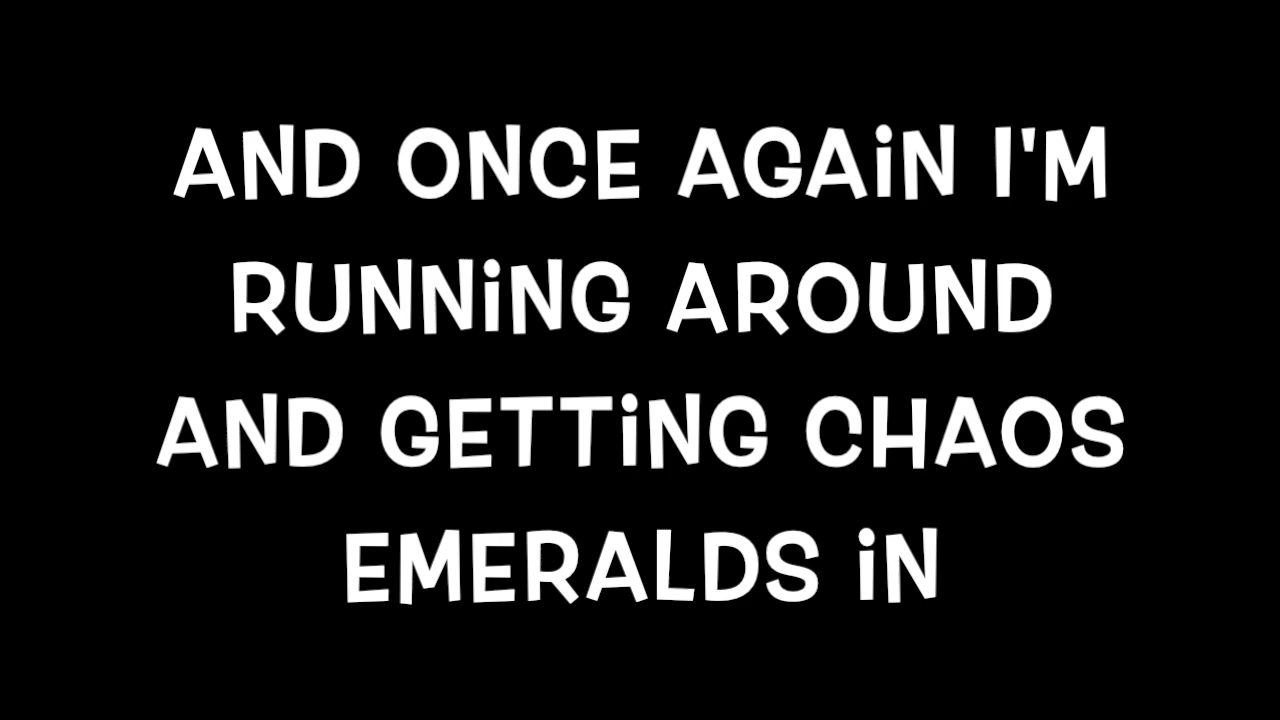 AND ONCE AGAIN I'M
RUNNING AROUND
AND GETTING CHAOS
EMERALDS IN